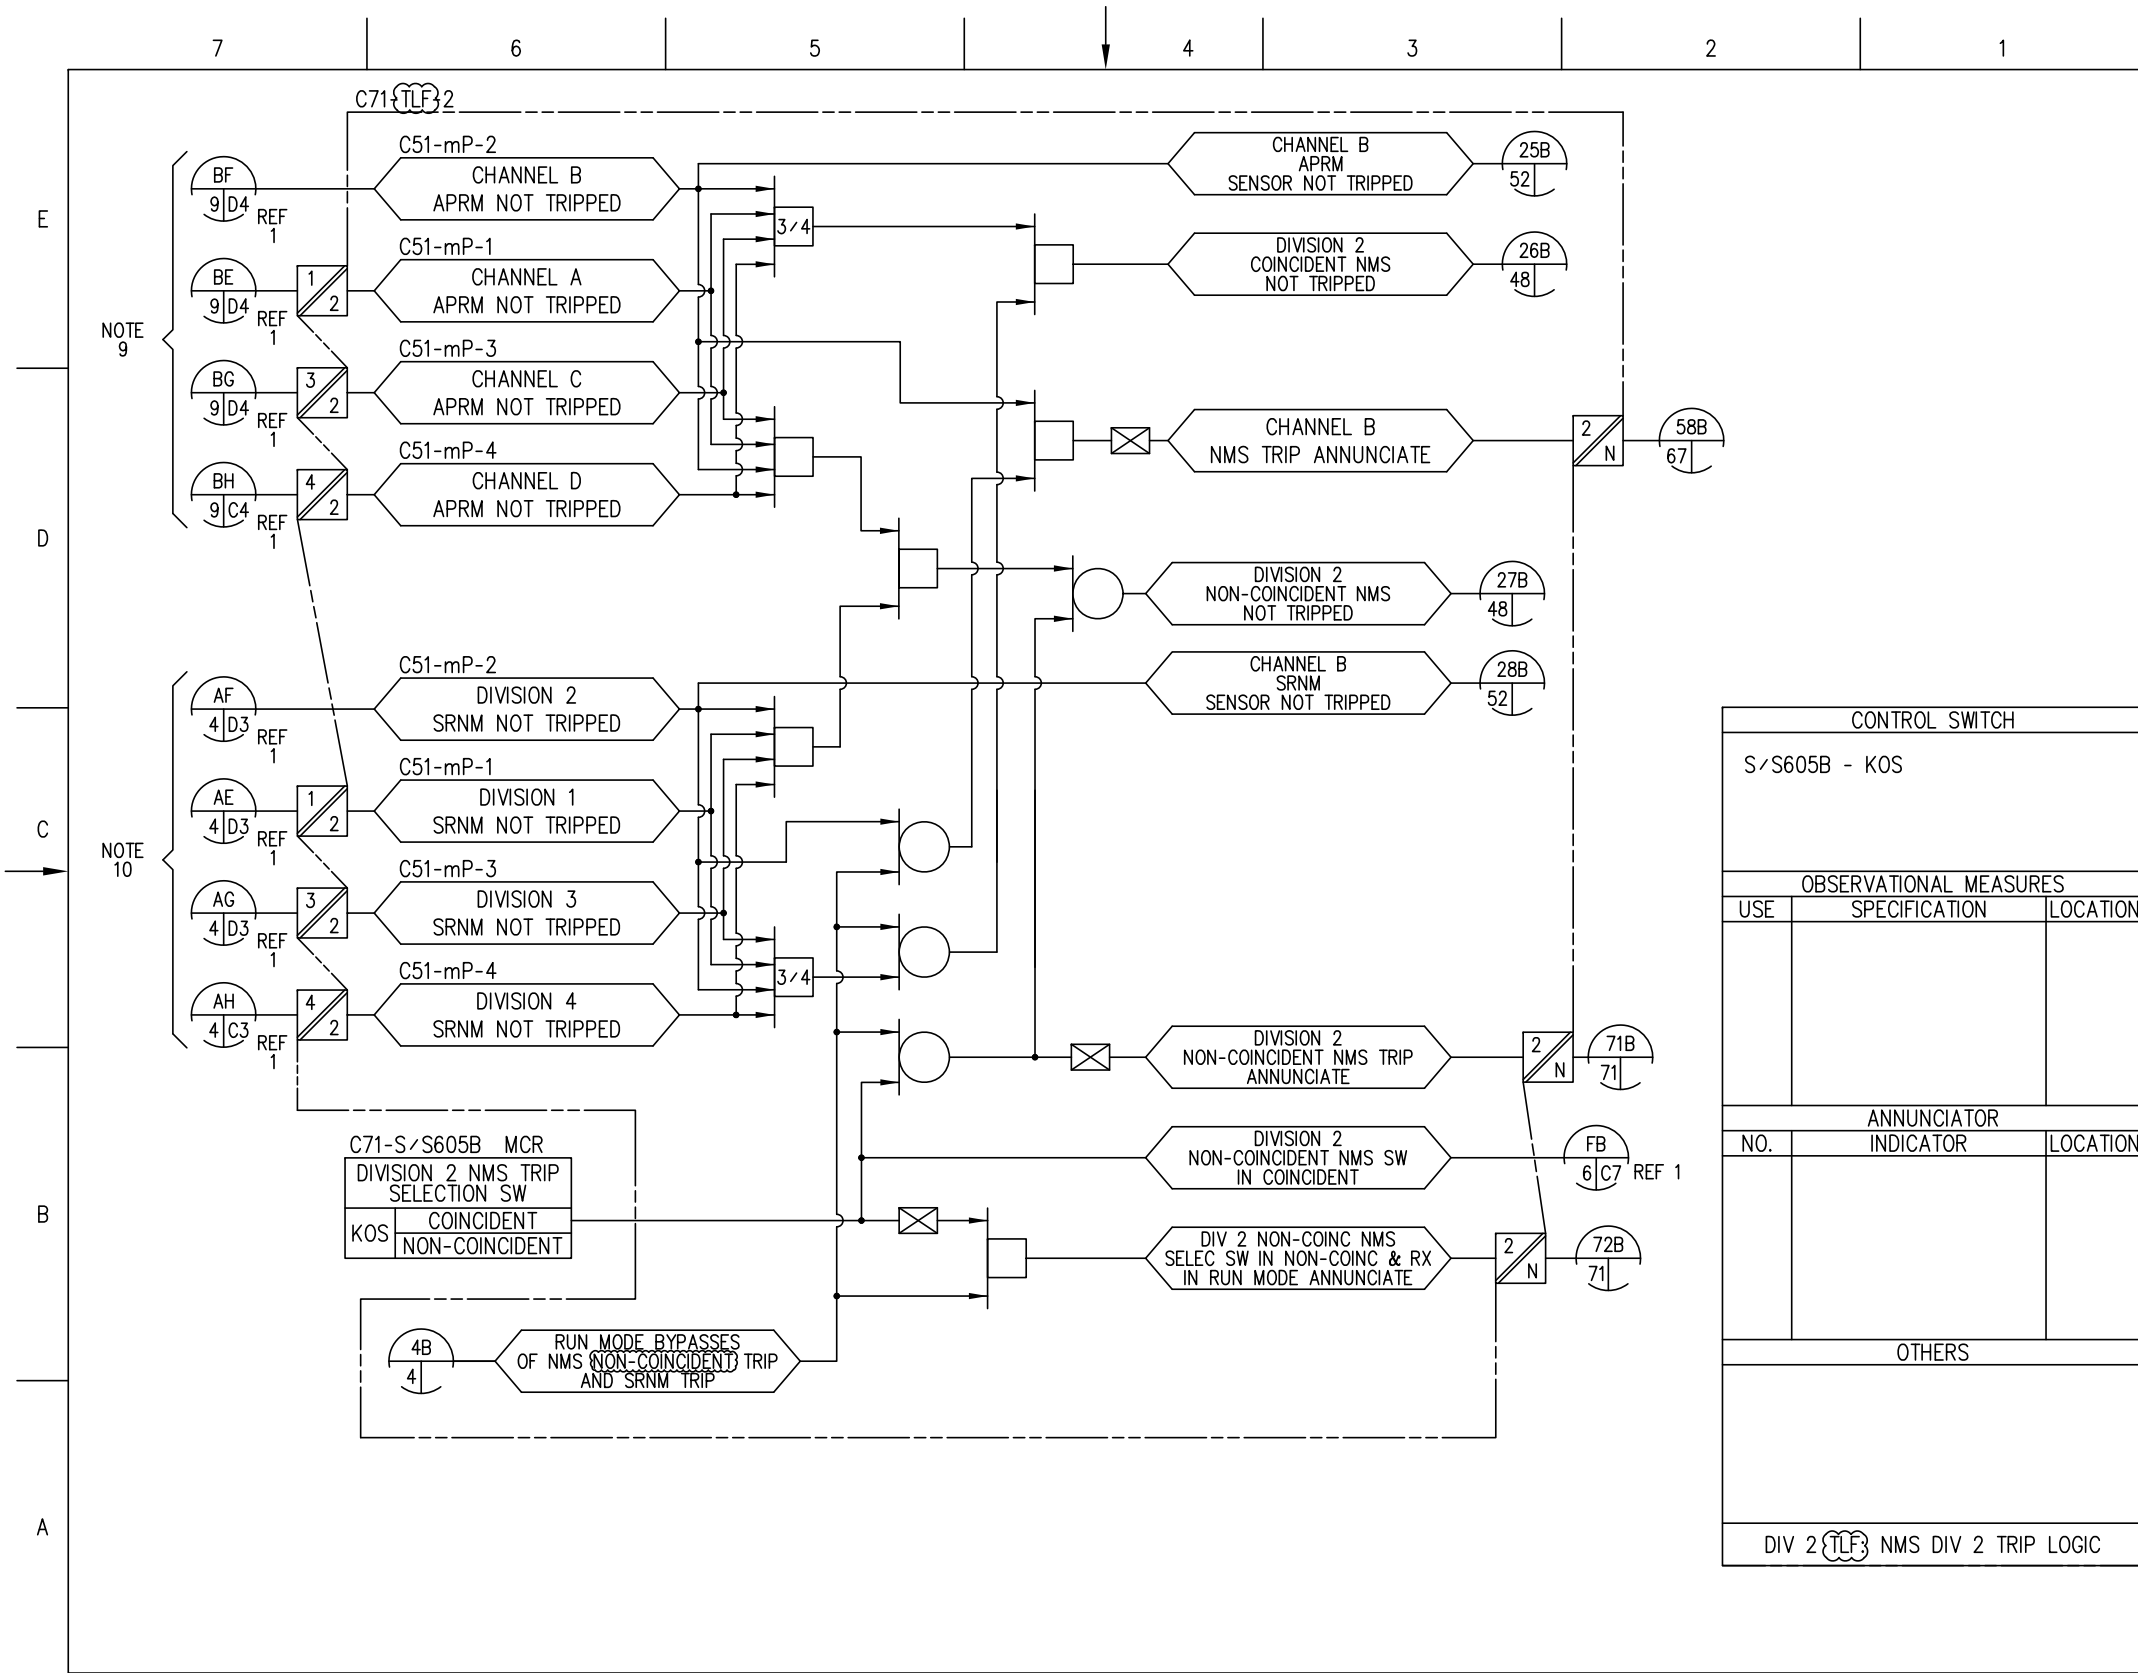 7 6 5 4 3 2 1
C71-TLF-2
E
D
C
B
A
NOTE
9
BF
9 D4
REF
1
C51-mP-2
CHANNEL B
APRM NOT TRIPPED
BE
9 D4
REF
1
1
2
C51-mP-1
CHANNEL A
APRM NOT TRIPPED
BG
9 D4
REF
1
3
2
C51-mP-3
CHANNEL C
APRM NOT TRIPPED
BH
9 C4
REF
1
4
2
C51-mP-4
CHANNEL D
APRM NOT TRIPPED
3/4
CHANNEL B
APRM
SENSOR NOT TRIPPED
25B
52
DIVISION 2
COINCIDENT NMS
NOT TRIPPED
26B
48
CHANNEL B
NMS TRIP ANNUNCIATE
2
N
58B
67
DIVISION 2
NON-COINCIDENT NMS
NOT TRIPPED
27B
48
CHANNEL B
SRNM
SENSOR NOT TRIPPED
28B
52
NOTE
10
AF
4 D3
REF
1
C51-mP-2
DIVISION 2
SRNM NOT TRIPPED
AE
4 D3
REF
1
1
2
C51-mP-1
DIVISION 1
SRNM NOT TRIPPED
AG
4 D3
REF
1
3
2
C51-mP-3
DIVISION 3
SRNM NOT TRIPPED
AH
4 C3
REF
1
4
2
C51-mP-4
DIVISION 4
SRNM NOT TRIPPED
3/4
DIVISION 2
NON-COINCIDENT NMS TRIP
ANNUNCIATE
2
N
71B
71
C71-S/S605B MCR
DIVISION 2 NMS TRIP
SELECTION SW
KOS
COINCIDENT
NON-COINCIDENT
DIVISION 2
NON-COINCIDENT NMS SW
IN COINCIDENT
FB
6 C7
REF 1
DIV 2 NON-COINC NMS
SELEC SW IN NON-COINC & RX
IN RUN MODE ANNUNCIATE
2
N
72B
71
4B
4
RUN MODE BYPASSES
OF NMS NON-COINCIDENT TRIP
AND SRNM TRIP
CONTROL SWITCH
S/S605B - KOS
OBSERVATIONAL MEASURES
USE SPECIFICATION LOCATION
ANNUNCIATOR
NO. INDICATOR LOCATION
OTHERS
DIV 2 TLF: NMS DIV 2 TRIP LOGIC